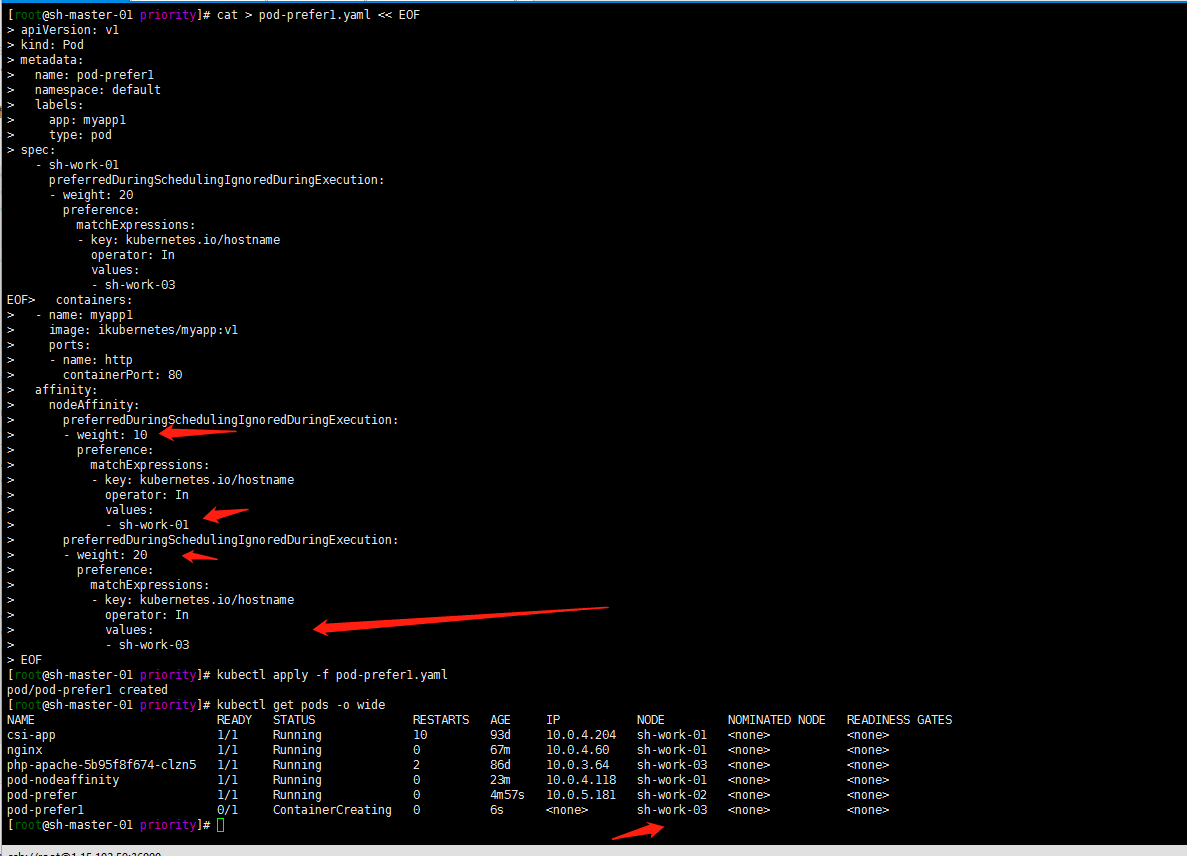 [root@sh-master-01 priority]# cat > pod-prefer1.yaml << EOF
> apiVersion: v1
> kind: Pod
> metadata:
>   name: pod-prefer1
>   namespace: default
>   labels:
>     app: myapp1
>     type: pod
> spec:
    - sh-work-01
      preferredDuringSchedulingIgnoredDuringExecution:
      - weight: 20
        preference:
          matchExpressions:
          - key: kubernetes.io/hostname
            operator: In
            values:
            - sh-work-03
EOF>   containers:
>   - name: myapp1
>     image: ikubernetes/myapp:v1
>     ports:
>     - name: http
>       containerPort: 80
>   affinity:
>     nodeAffinity:
>       preferredDuringSchedulingIgnoredDuringExecution:
>       - weight: 10
>         preference:
>           matchExpressions:
>           - key: kubernetes.io/hostname
>             operator: In
>             values:
>             - sh-work-01
>       preferredDuringSchedulingIgnoredDuringExecution:
>       - weight: 20
>         preference:
>           matchExpressions:
>           - key: kubernetes.io/hostname
>             operator: In
>             values:
>             - sh-work-03
> EOF
[root@sh-master-01 priority]# kubectl apply -f pod-prefer1.yaml
pod/pod-prefer1 created
[root@sh-master-01 priority]# kubectl get pods -o wide
NAME                          READY   STATUS              RESTARTS   AGE     IP           NODE         NOMINATED NODE   READINESS GATES
csi-app                       1/1     Running             10         93d     10.0.4.204   sh-work-01   <none>           <none>
nginx                         1/1     Running             0          67m     10.0.4.60    sh-work-01   <none>           <none>
php-apache-5b95f8f674-clzn5   1/1     Running             2          86d     10.0.3.64    sh-work-03   <none>           <none>
pod-nodeaffinity              1/1     Running             0          23m     10.0.4.118   sh-work-01   <none>           <none>
pod-prefer                    1/1     Running             0          4m57s   10.0.5.181   sh-work-02   <none>           <none>
pod-prefer1                   0/1     ContainerCreating   0          6s      <none>       sh-work-03   <none>           <none>
[root@sh-master-01 priority]#